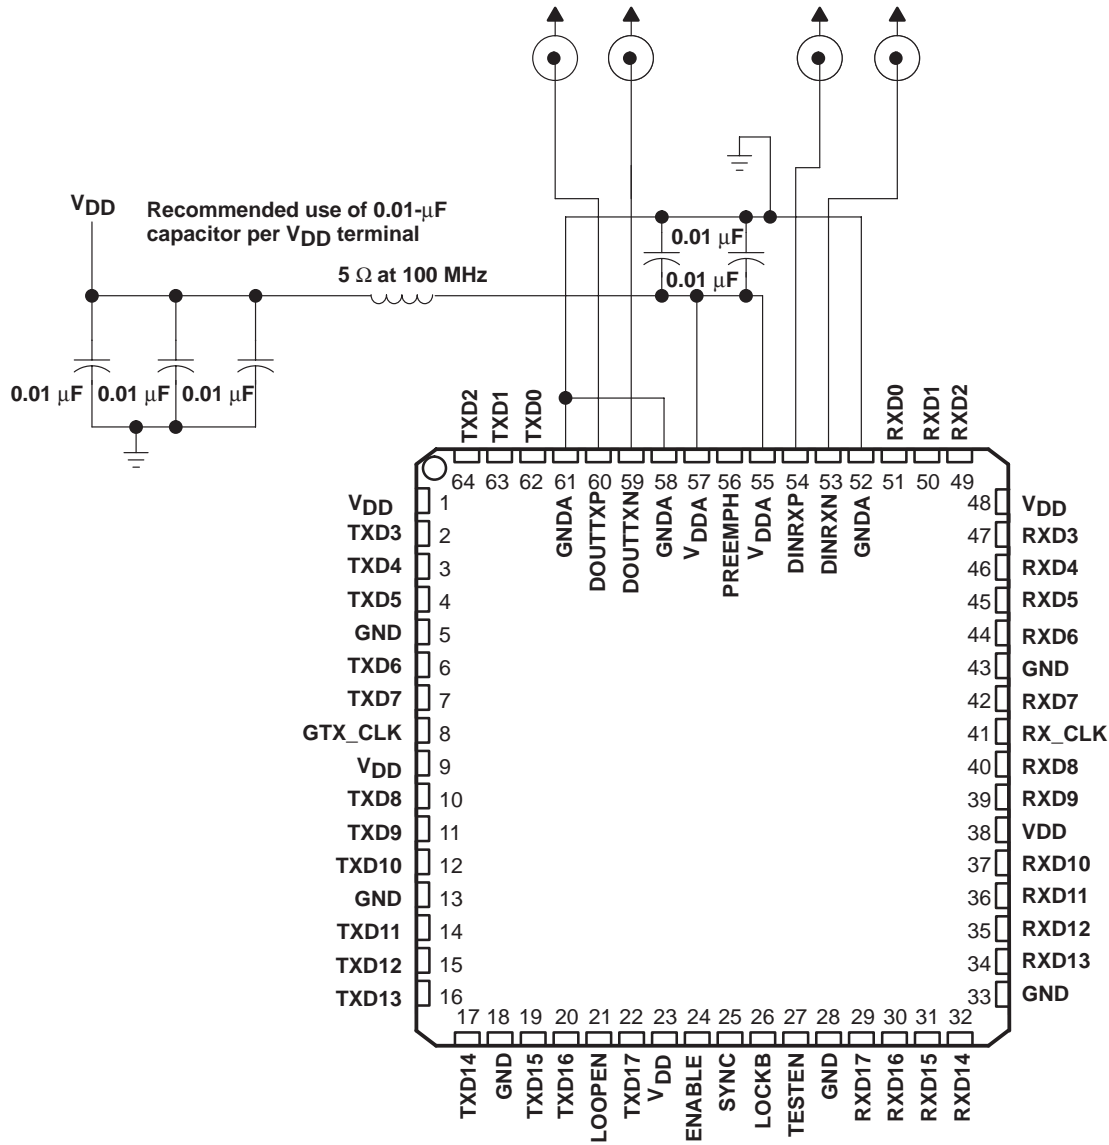 VDD
Recommended use of 0.01-μF
capacitor per VDD terminal
5 Ω at 100 MHz
0.01 μF
0.01 μF
0.01 μF
0.01 μF
0.01 μF
TXD2
TXD1
TXD0
RXD0
RXD1
RXD2
64 63 62 61 60 59 58 57 56 55 54 53 52 51 50 49
GNDA
DOUTTXP
DOUTTXN
GNDA
VDDA
PREEMPH
VDDA
DINRXP
DINRXN
GNDA
VDD 1
TXD3 2
TXD4 3
TXD5 4
GND 5
TXD6 6
TXD7 7
GTX_CLK 8
VDD 9
TXD8 10
TXD9 11
TXD10 12
GND 13
TXD11 14
TXD12 15
TXD13 16
48 VDD
47 RXD3
46 RXD4
45 RXD5
44 RXD6
43 GND
42 RXD7
41 RX_CLK
40 RXD8
39 RXD9
38 VDD
37 RXD10
36 RXD11
35 RXD12
34 RXD13
33 GND
17 18 19 20 21 22 23 24 25 26 27 28 29 30 31 32
TXD14
GND
TXD15
TXD16
LOOPEN
TXD17
VDD
ENABLE
SYNC
LOCKB
TESTEN
GND
RXD17
RXD16
RXD15
RXD14